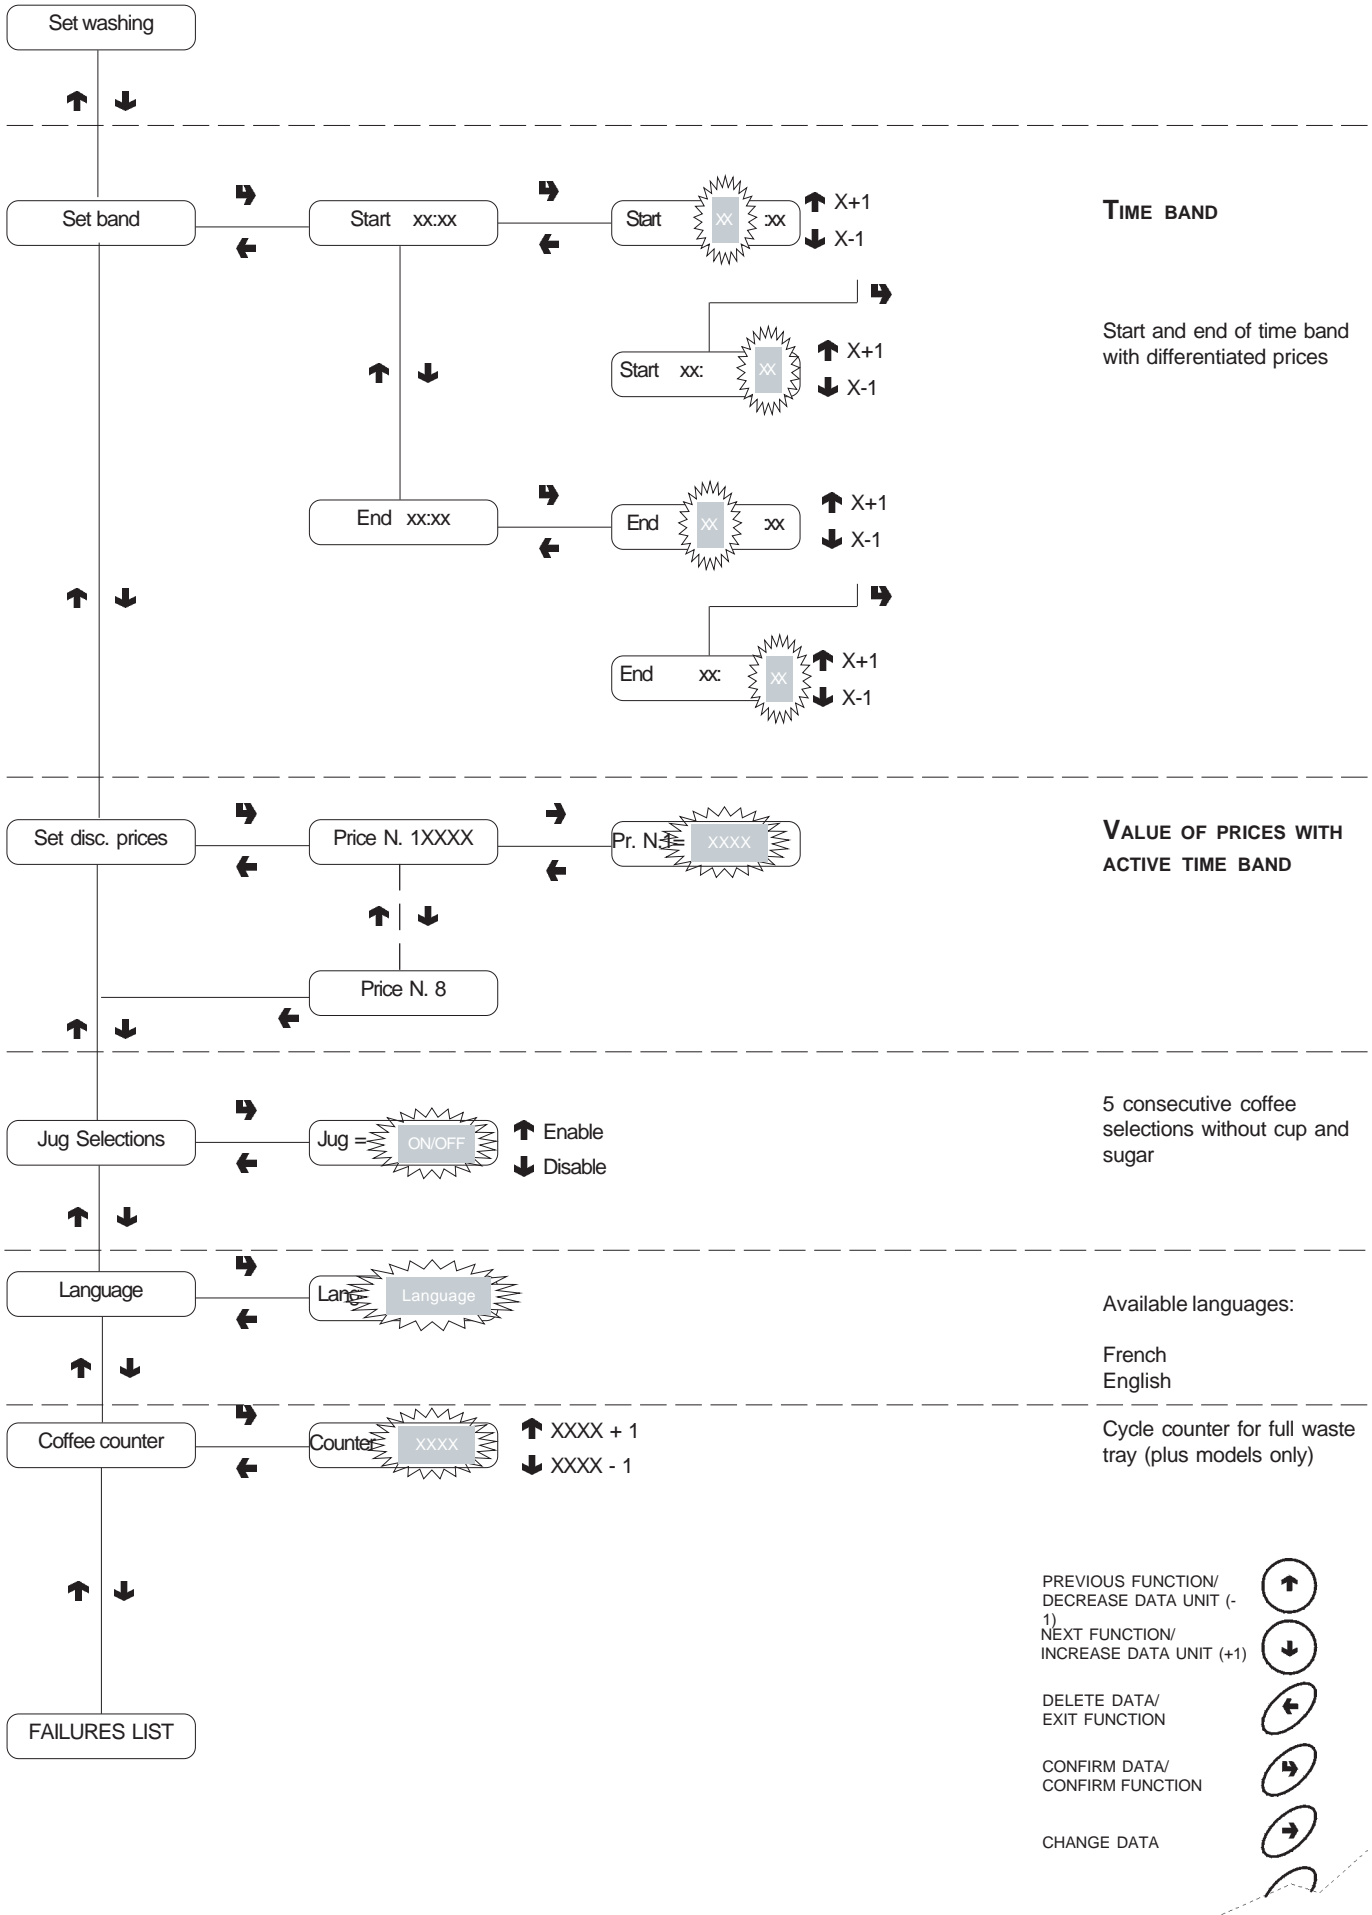 Set washing
Set band
Start xx:xx
Start xx :xx
X+1
X-1
TIME BAND
Start and end of time band
with differentiated prices
Start xx: xx
X+1
X-1
End xx:xx
End xx :xx
X+1
X-1
End xx: xx
X+1
X-1
Set disc. prices
Price N. 1XXXX
Pr. N.1= XXXX
VALUE OF PRICES WITH
ACTIVE TIME BAND
Price N. 8
Jug Selections
Jug = ON/OFF
Enable
Disable
5 consecutive coffee
selections without cup and
sugar
Language
Lang Language
Available languages:
French
English
Coffee counter
Counter XXXX
XXXX + 1
XXXX - 1
Cycle counter for full waste
tray (plus models only)
FAILURES LIST
PREVIOUS FUNCTION/
DECREASE DATA UNIT (-
1)
NEXT FUNCTION/
INCREASE DATA UNIT (+1)
DELETE DATA/
EXIT FUNCTION
CONFIRM DATA/
CONFIRM FUNCTION
CHANGE DATA